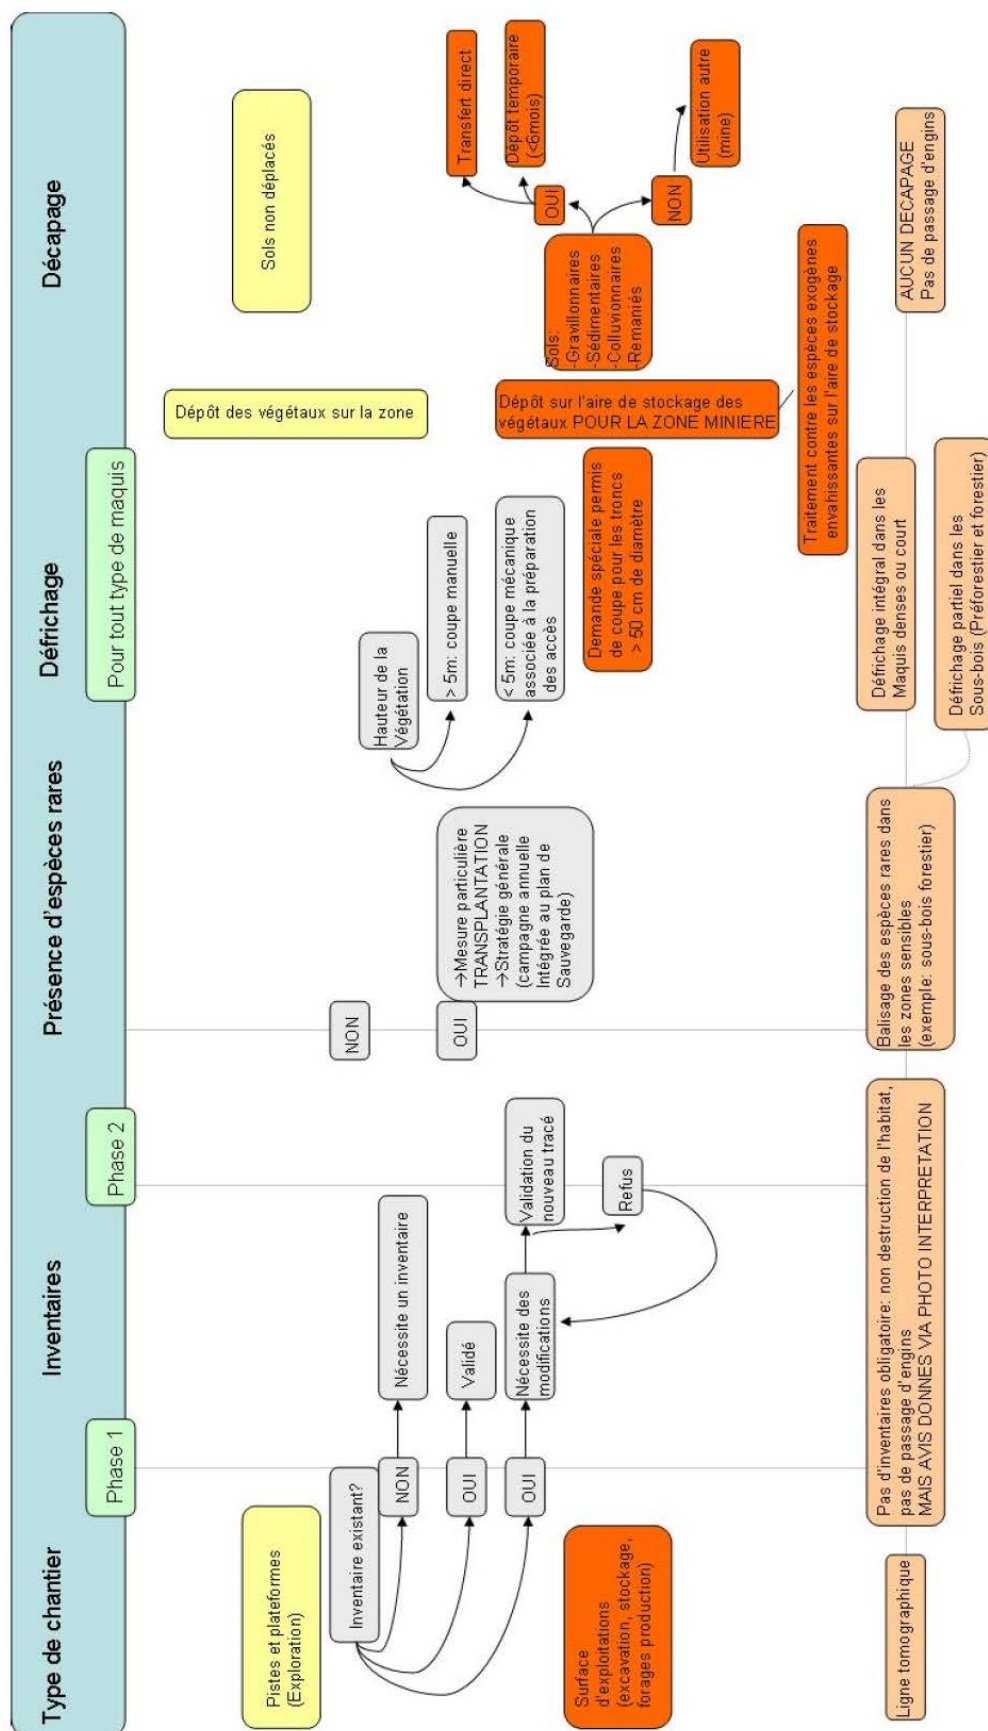 Type de chantier
Inventaires
Présence d'espèces rares
Défrichage
Décapage
Phase 1
Phase 2
Pour tout type de maquis
Pistes et plateformes
(Exploration)
Dépôt des végétaux sur la zone
Sols non déplacés
Inventaire existant?
NON
Nécessite un inventaire
OUI
Validé
OUI
Nécessite des
modifications
Validation du
nouveau tracé
Refus
NON
OUI
→Mesure particulière
TRANSPLANTATION
→Stratégie générale
(campagne annuelle
Intégrée au plan de
Sauvegarde)
Hauteur de la
Végétation
> 5m: coupe manuelle
< 5m: coupe mécanique
associée à la préparation
des accès
Surface
d'exploitations
(excavation, stockage,
forages production)
Demande spéciale permis
de coupe pour les troncs
> 50 cm de diamètre
Dépôt sur l'aire de stockage des
végétaux POUR LA ZONE MINIERE
Traitement contre les espèces exogènes
envahissantes sur l'aire de stockage
Sols:
-Gravillonnaires
-Sédimentaires
-Colluvionnaires
-Remaniés
OUI
Transfert direct
Dépôt temporaire
(<6mois)
NON
Utilisation autre
(mine)
Ligne tomographique
Pas d'inventaires obligatoire: non destruction de l'habitat,
pas de passage d'engins
MAIS AVIS DONNES VIA PHOTO INTERPRETATION
Balisage des espèces rares dans
les zones sensibles
(exemple: sous-bois forestier)
Défrichage intégral dans les
Maquis denses ou court
Défrichage partiel dans les
Sous-bois (Préforestier et forestier)
AUCUN DECAPAGE
Pas de passage d'engins